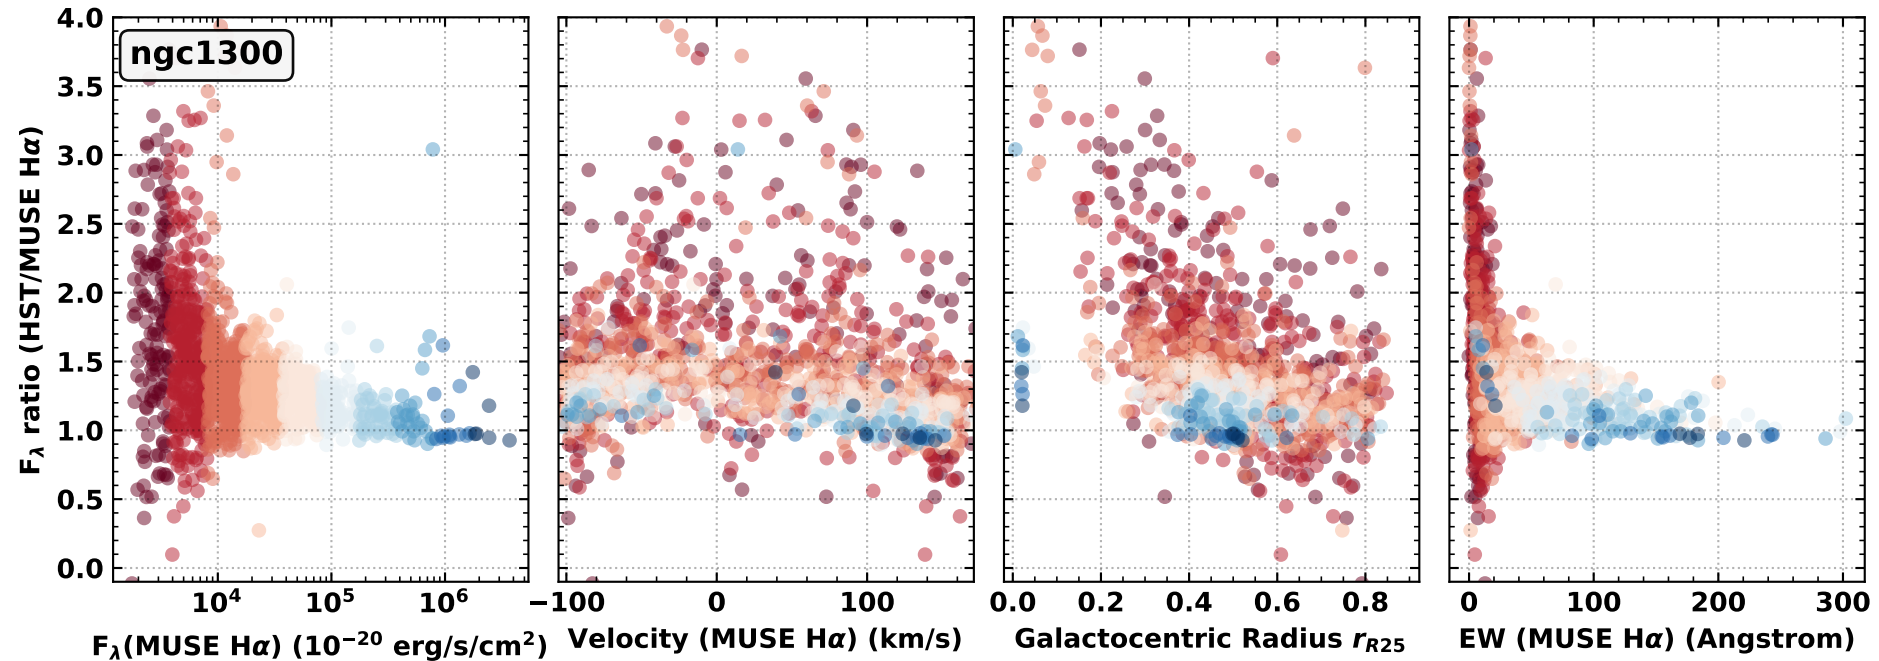 ngc1300
F_λ ratio (HST/MUSE Hα)
4.0
3.5
3.0
2.5
2.0
1.5
1.0
0.5
0.0
10⁴ 10⁵ 10⁶
F_λ(MUSE Hα) (10⁻²⁰ erg/s/cm²)
−100 0 100
Velocity (MUSE Hα) (km/s)
0.0 0.2 0.4 0.6 0.8
Galactocentric Radius r_R25
0 100 200 300
EW (MUSE Hα) (Angstrom)